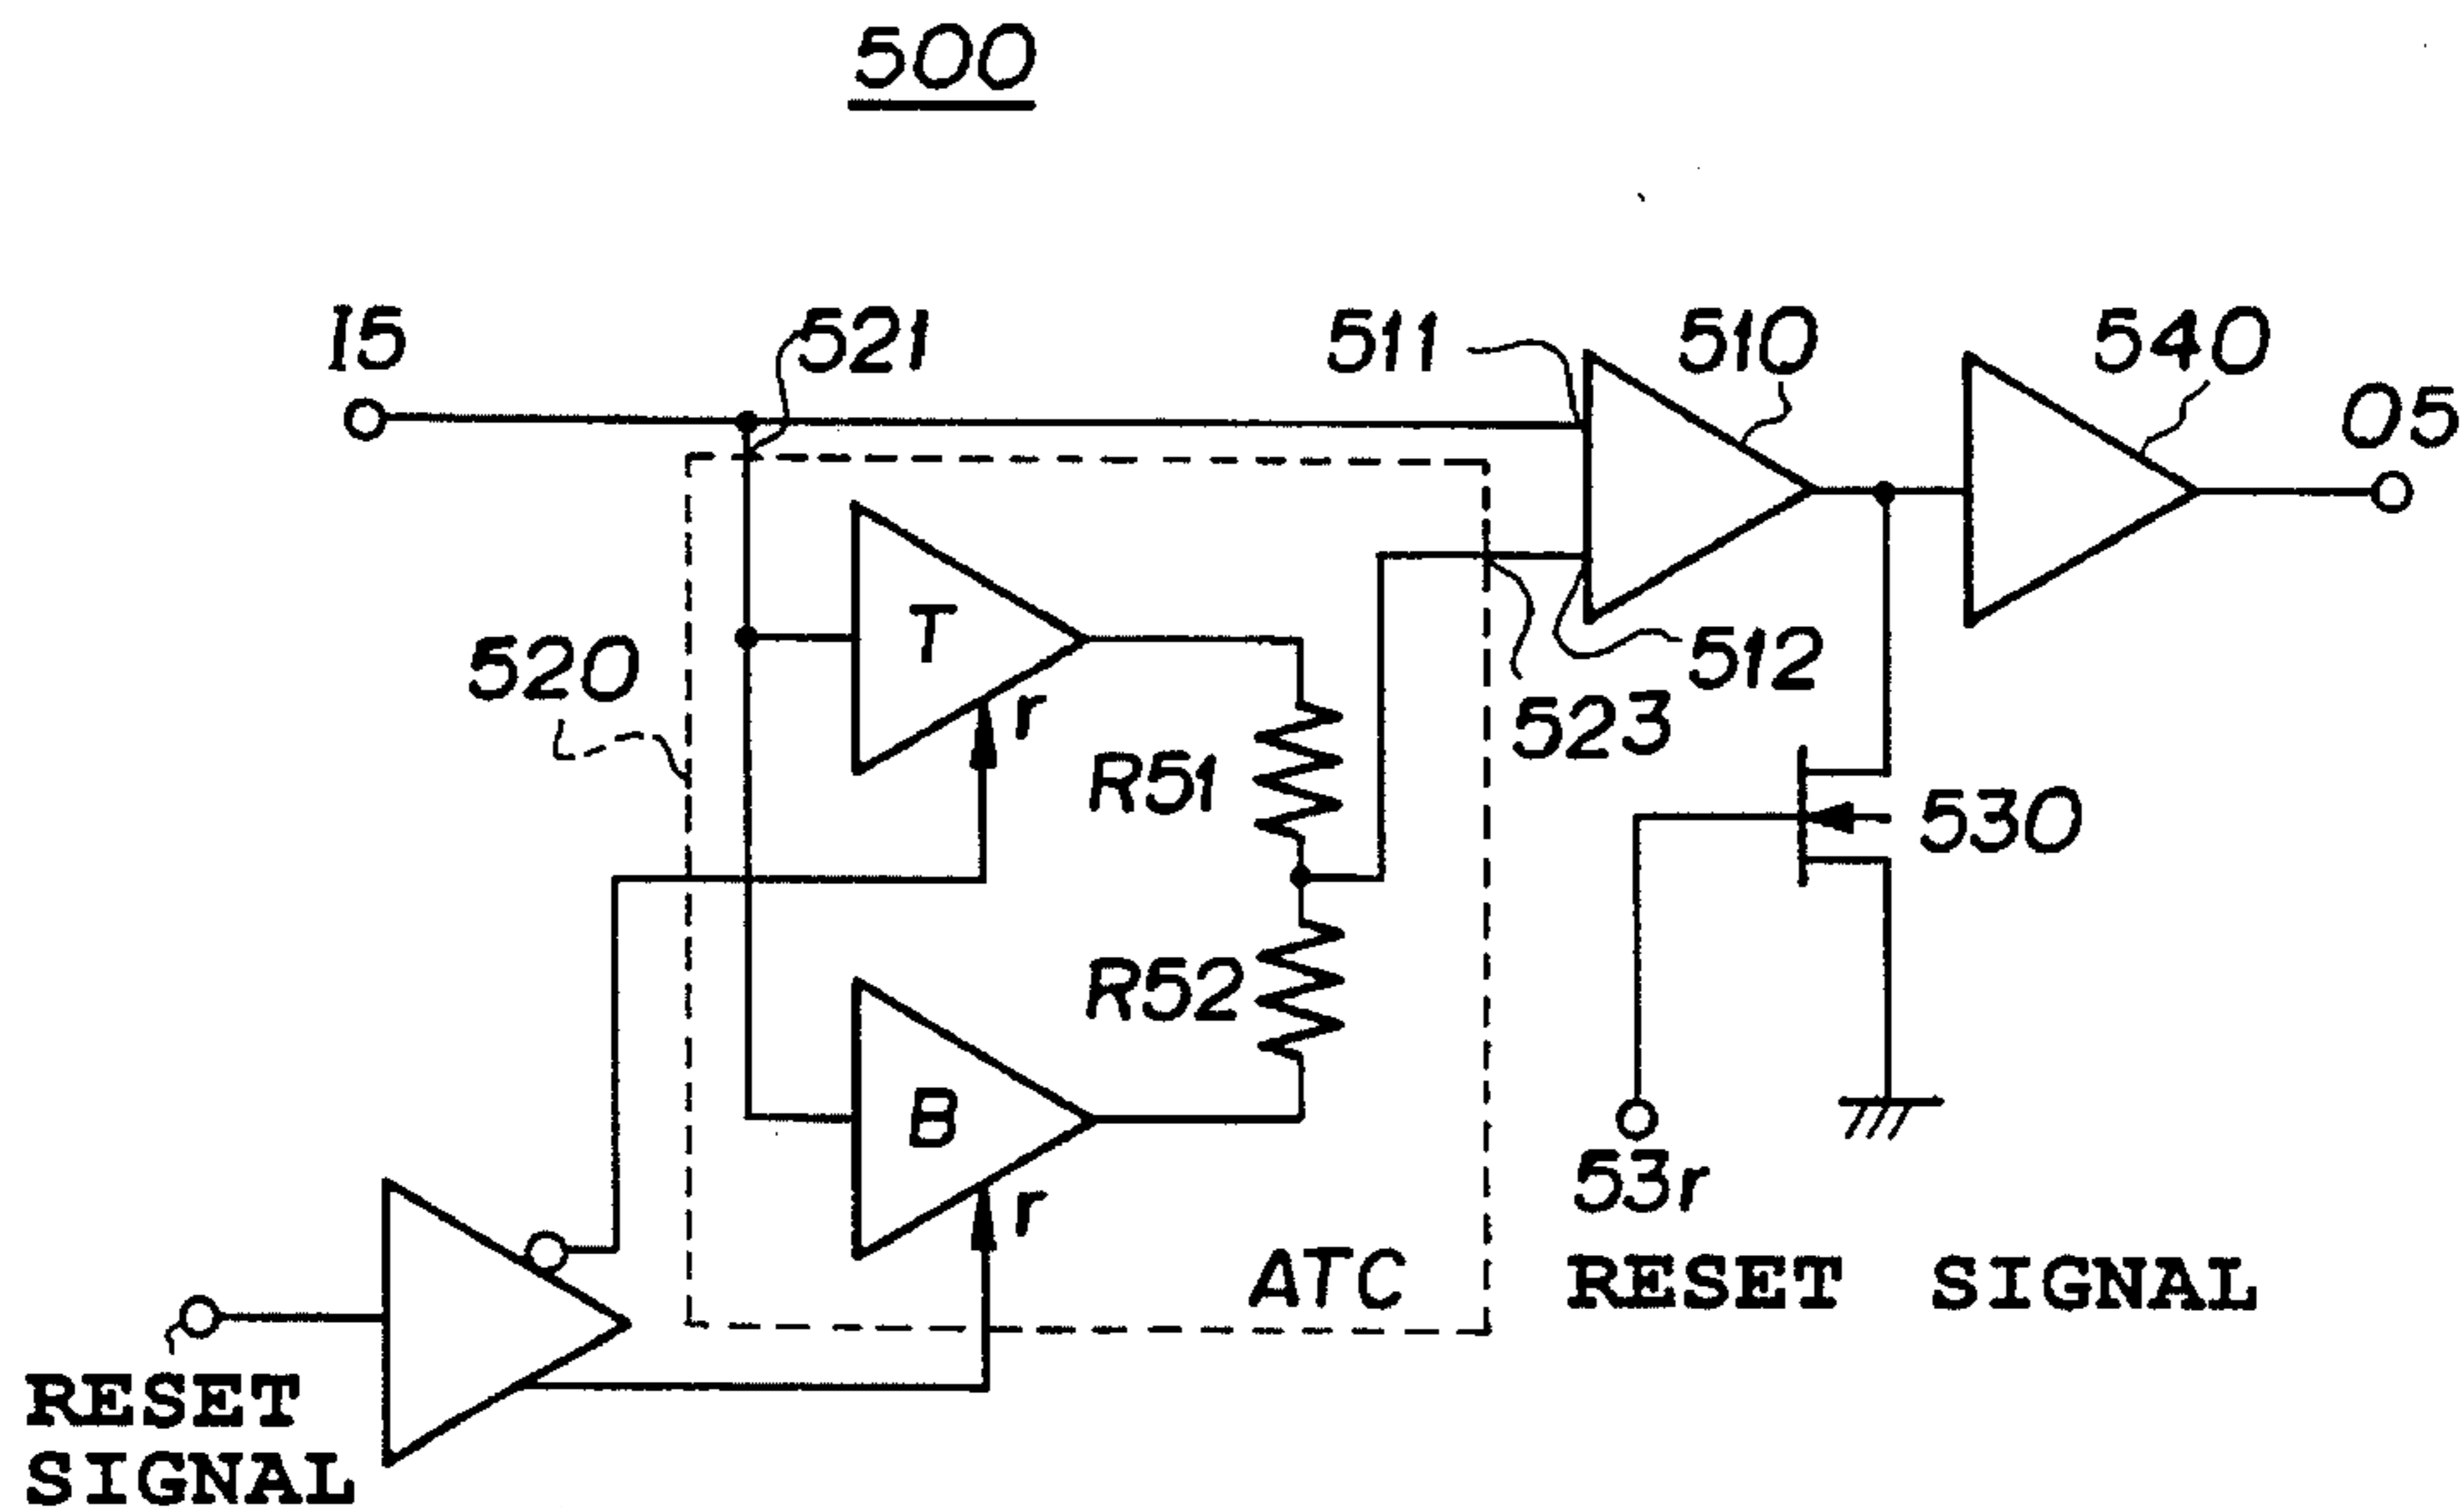 500
I5
521
511
510
540
O5
T
r
520
R51
512
523
530
R52
B
r
53r
ATC
RESET SIGNAL
RESET
SIGNAL